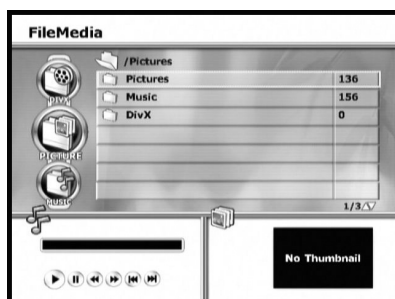 FileMedia
/Pictures
Pictures 136
Music 156
DivX 0
DIVX
PICTURE
MUSIC
1/3
No Thumbnail